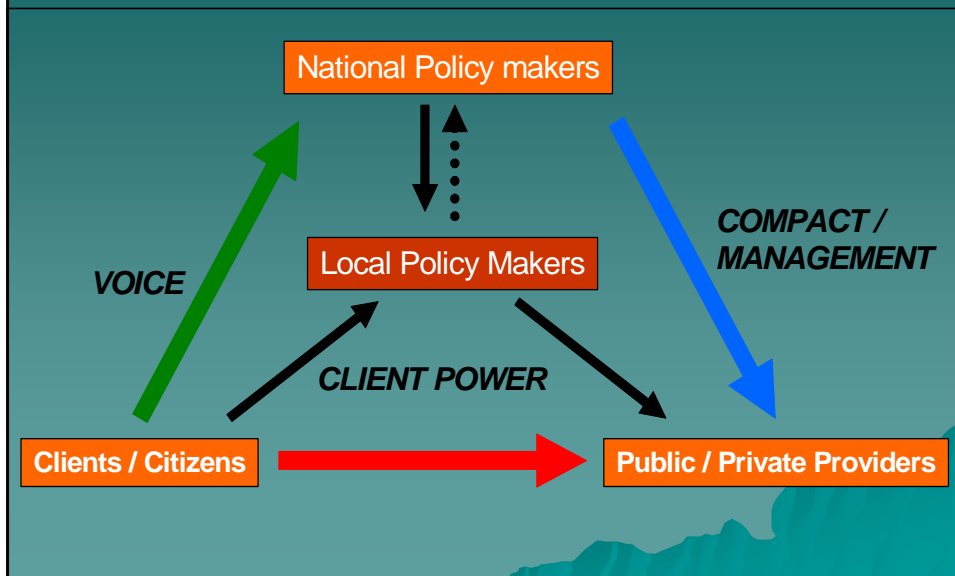 National Policy makers
COMPACT /
MANAGEMENT
Local Policy Makers
VOICE
CLIENT POWER
Clients / Citizens
Public / Private Providers